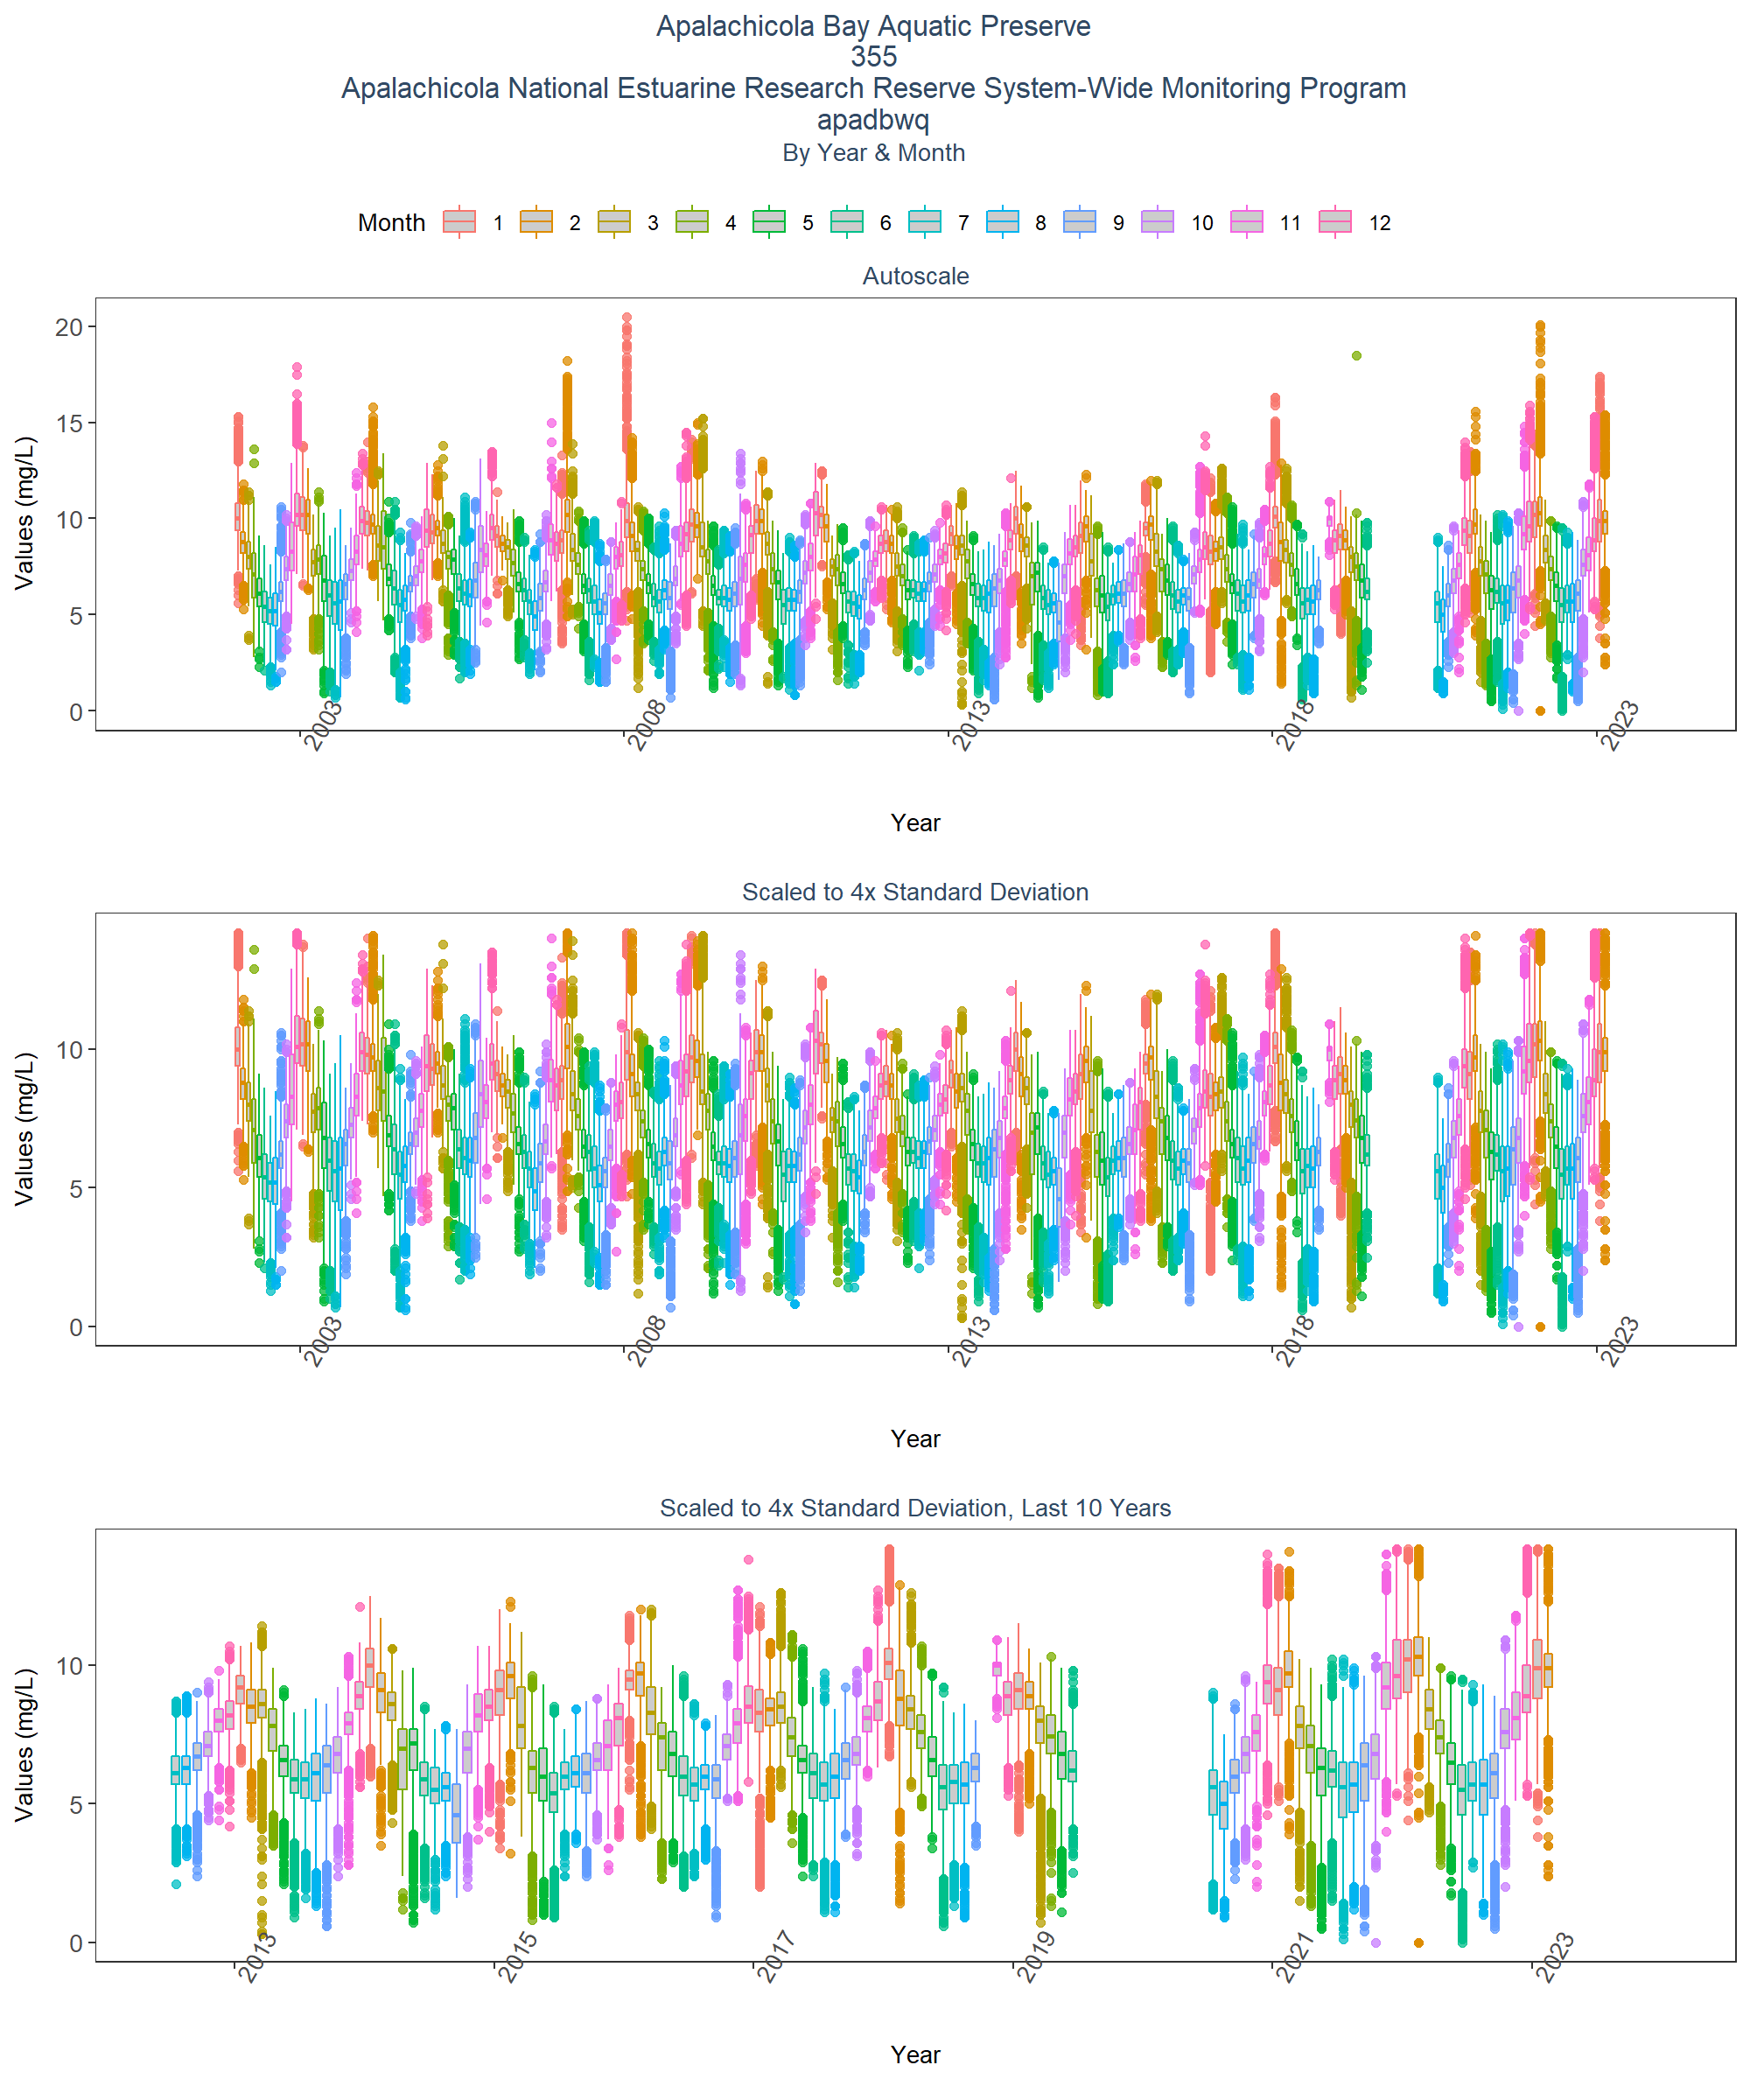 Apalachicola Bay Aquatic Preserve
355
Apalachicola National Estuarine Research Reserve System-Wide Monitoring Program
apadbwq
By Year & Month
Month 1 2 3 4 5 6 7 8 9 10 11 12
Autoscale
Values (mg/L)
20
15
10
5
0
2003 2008 2013 2018 2023
Year
Scaled to 4x Standard Deviation
Values (mg/L)
10
5
0
2003 2008 2013 2018 2023
Year
Scaled to 4x Standard Deviation, Last 10 Years
Values (mg/L)
10
5
0
2013 2015 2017 2019 2021 2023
Year